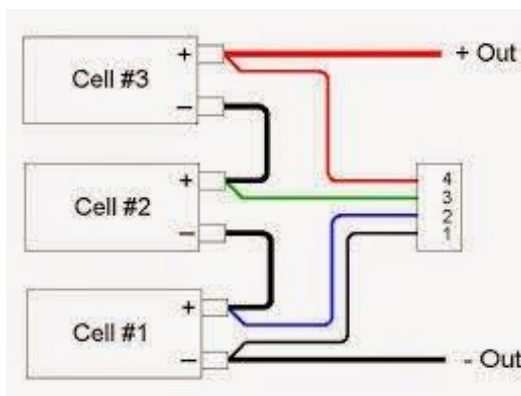 + + Out
Cell #3
−
4
+ 3
Cell #2 2
− 1
+
Cell #1
− - Out